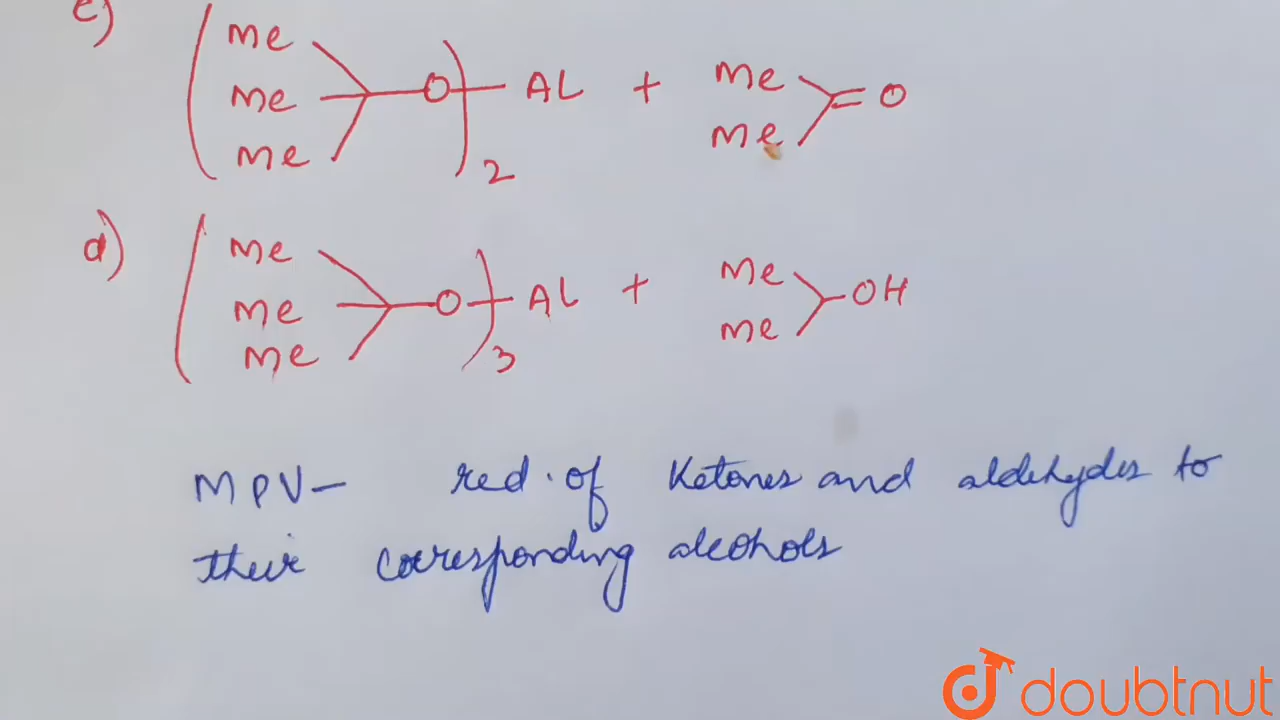 c)
Me
Me O Al + Me
Me 2 Me O
d)
Me
Me O Al + Me OH
Me 3 Me
MPV- red. of Ketones and aldehydes to
their corresponding alcohols
doubtnut